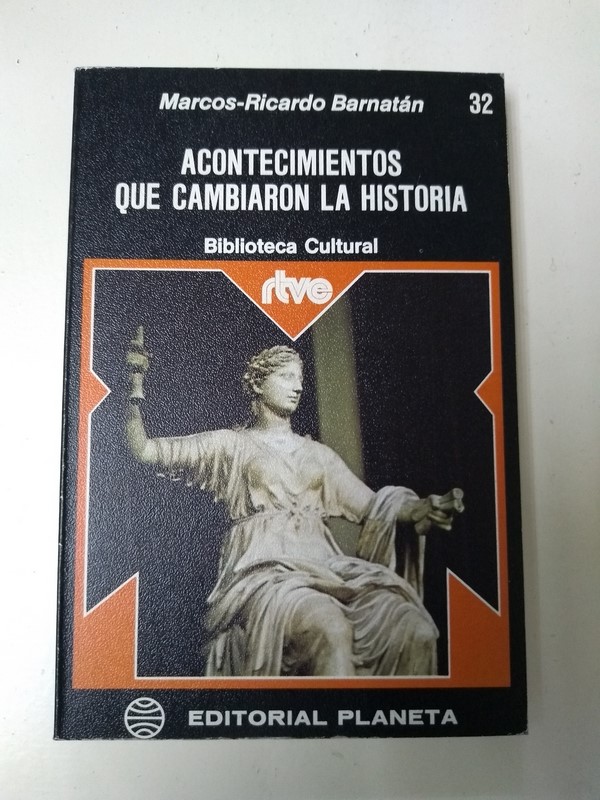 Marcos-Ricardo Barnatán 32
ACONTECIMIENTOS
QUE CAMBIARON LA HISTORIA
Biblioteca Cultural
rtve
EDITORIAL PLANETA